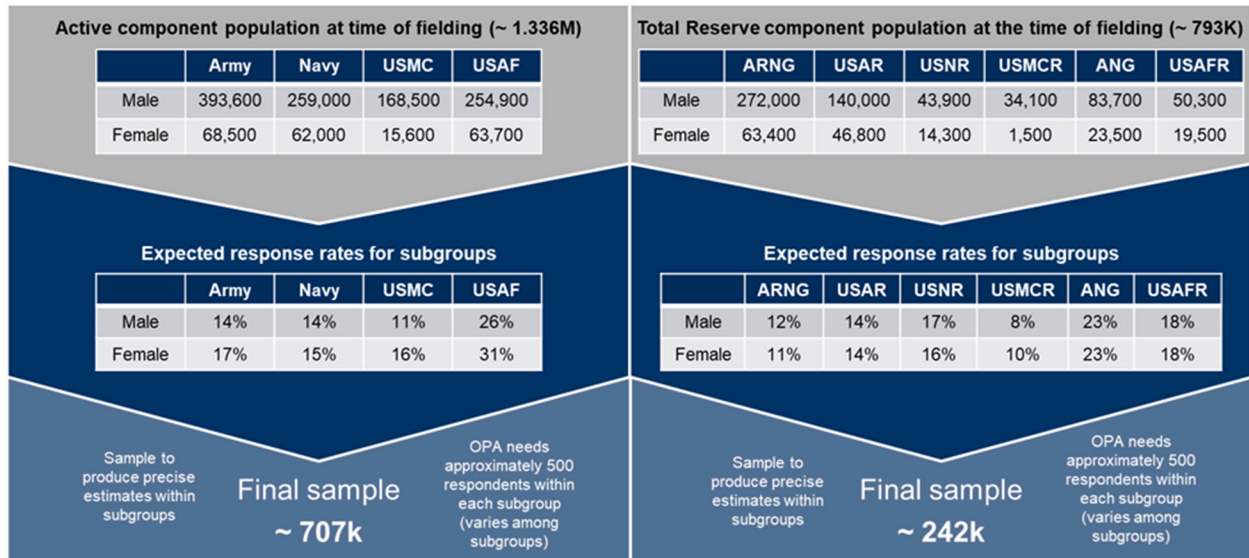 Active component population at time of fielding (~ 1.336M)
Army Navy USMC USAF
Male 393,600 259,000 168,500 254,900
Female 68,500 62,000 15,600 63,700
Expected response rates for subgroups
Army Navy USMC USAF
Male 14% 14% 11% 26%
Female 17% 15% 16% 31%
Sample to
produce precise
estimates within
subgroups
Final sample
~ 707k
OPA needs
approximately 500
respondents within
each subgroup
(varies among
subgroups)
Total Reserve component population at the time of fielding (~ 793K)
ARNG USAR USNR USMCR ANG USAFR
Male 272,000 140,000 43,900 34,100 83,700 50,300
Female 63,400 46,800 14,300 1,500 23,500 19,500
Expected response rates for subgroups
ARNG USAR USNR USMCR ANG USAFR
Male 12% 14% 17% 8% 23% 18%
Female 11% 14% 16% 10% 23% 18%
Sample to
produce precise
estimates within
subgroups
Final sample
~ 242k
OPA needs
approximately 500
respondents within
each subgroup
(varies among
subgroups)